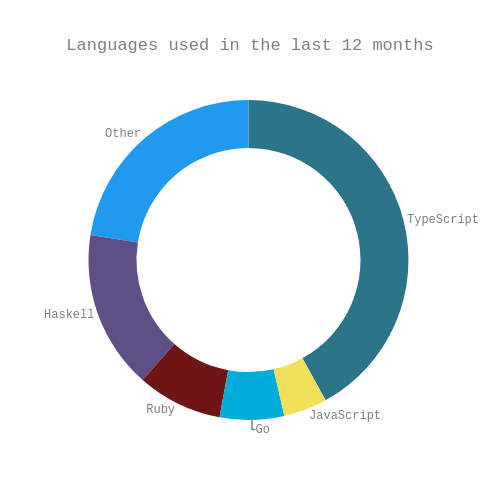 Languages used in the last 12 months
Other
TypeScript
Haskell
Ruby
JavaScript
Go